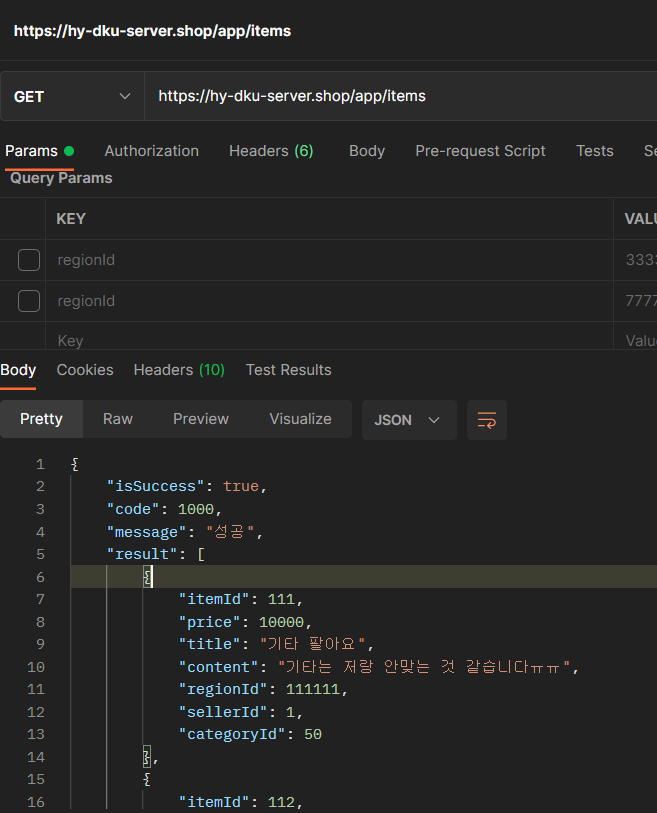 https://hy-dku-server.shop/app/items
GET https://hy-dku-server.shop/app/items
Params Authorization Headers (6) Body Pre-request Script Tests
Query Params
KEY
regionId 3333
regionId 7777
Key
Body Cookies Headers (10) Test Results
Pretty Raw Preview Visualize JSON
1 {
2 "isSuccess": true,
3 "code": 1000,
4 "message": "성공",
5 "result": [
6 {
7 "itemId": 111,
8 "price": 10000,
9 "title": "기타 팔아요",
10 "content": "기타는 저랑 안맞는 것 같습니다ㅠㅠ",
11 "regionId": 111111,
12 "sellerId": 1,
13 "categoryId": 50
14 },
15 {
16 "itemId": 112,